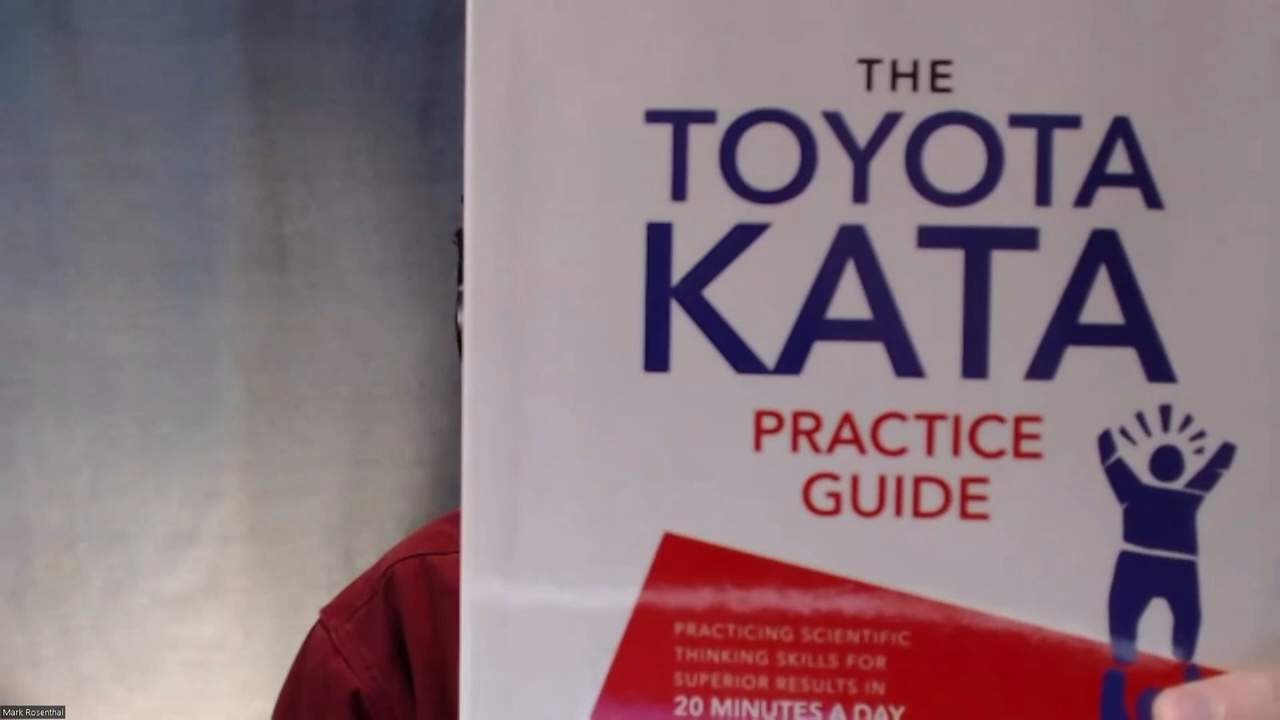 THE
TOYOTA
KATA
PRACTICE
GUIDE
PRACTICING SCIENTIFIC
THINKING SKILLS FOR
SUPERIOR RESULTS IN
20 MINUTES A DAY
Mark Rosenthal